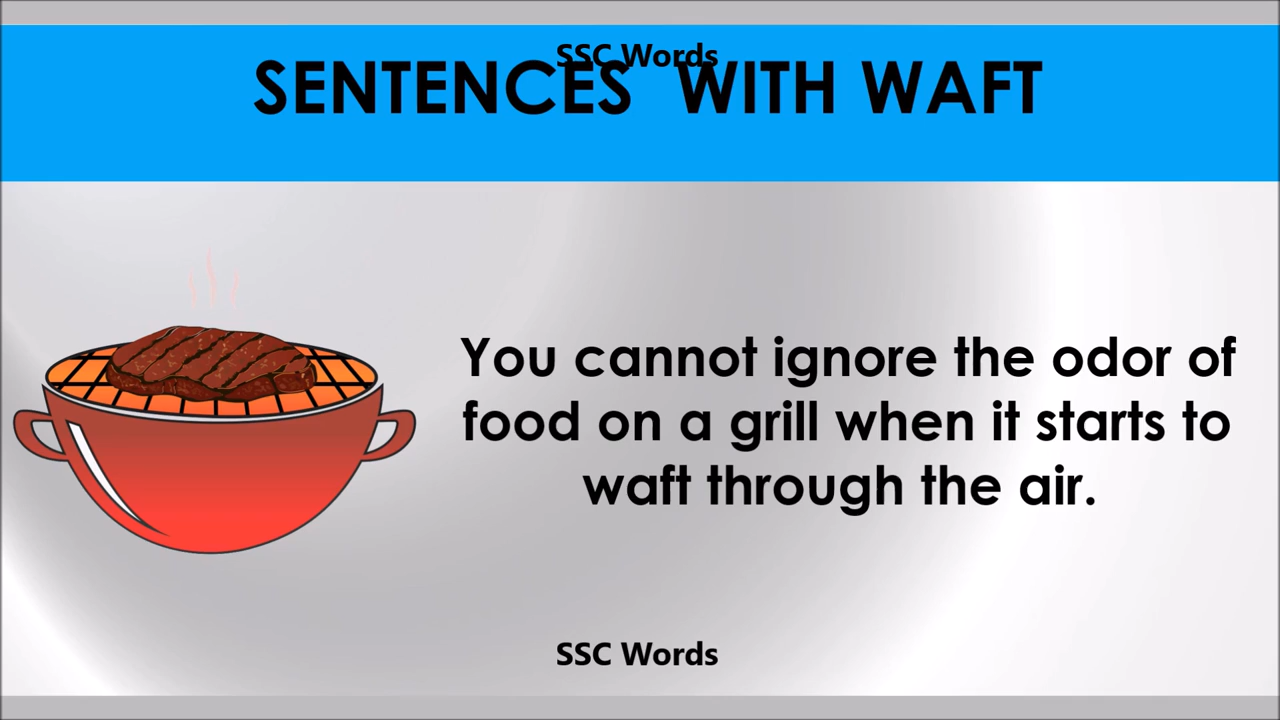 SSC Words
SENTENCES WITH WAFT
You cannot ignore the odor of
food on a grill when it starts to
waft through the air.
SSC Words